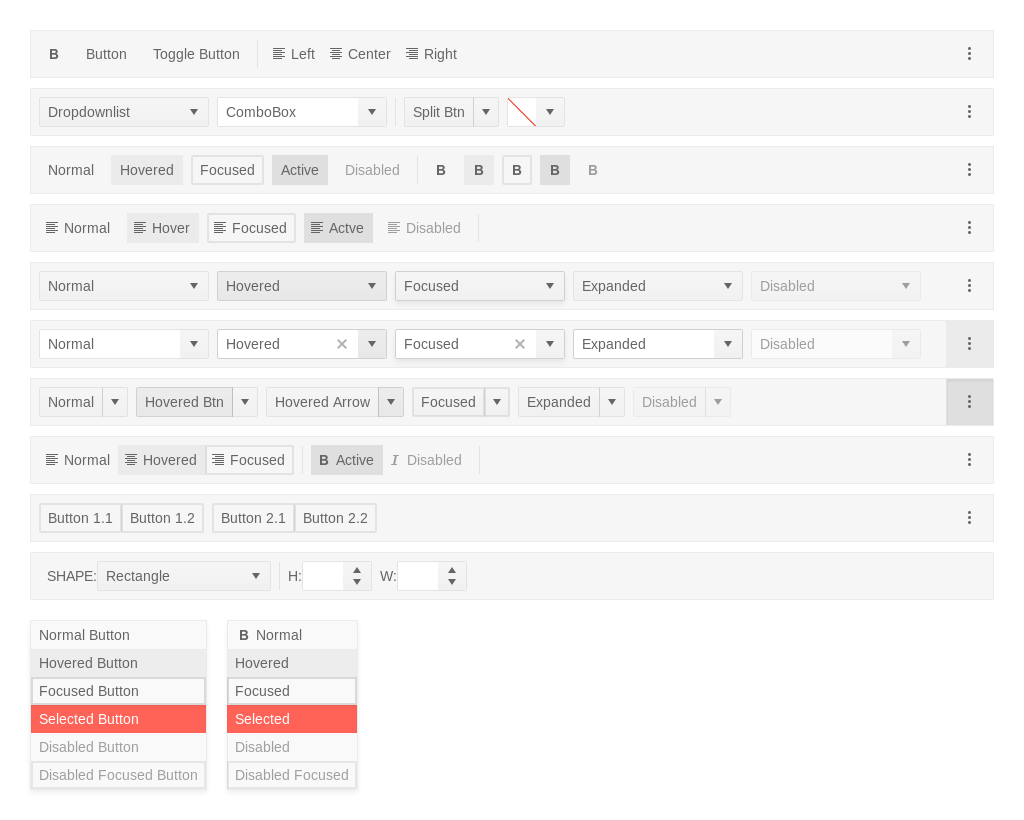 B Button Toggle Button Left Center Right
Dropdownlist ComboBox Split Btn
Normal Hovered Focused Active Disabled B B B B B
Normal Hover Focused Actve Disabled
Normal Hovered Focused Expanded Disabled
Normal Hovered Focused Expanded Disabled
Normal Hovered Btn Hovered Arrow Focused Expanded Disabled
Normal Hovered Focused B Active I Disabled
Button 1.1 Button 1.2 Button 2.1 Button 2.2
SHAPE: Rectangle H: W:
Normal Button
Hovered Button
Focused Button
Selected Button
Disabled Button
Disabled Focused Button
B Normal
Hovered
Focused
Selected
Disabled
Disabled Focused